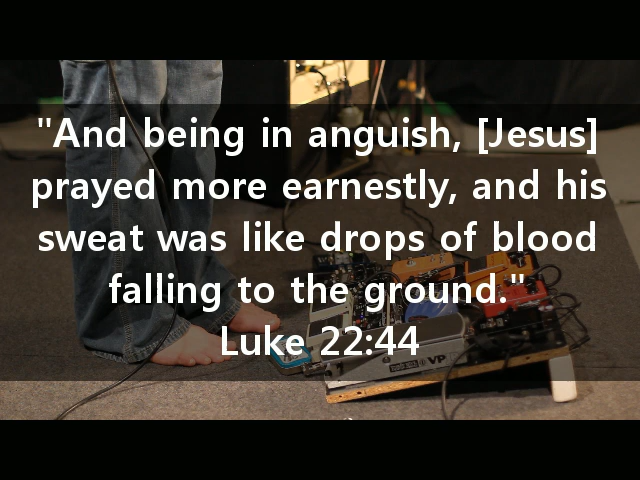 "And being in anguish, [Jesus]
prayed more earnestly, and his
sweat was like drops of blood
falling to the ground."
Luke 22:44
VP